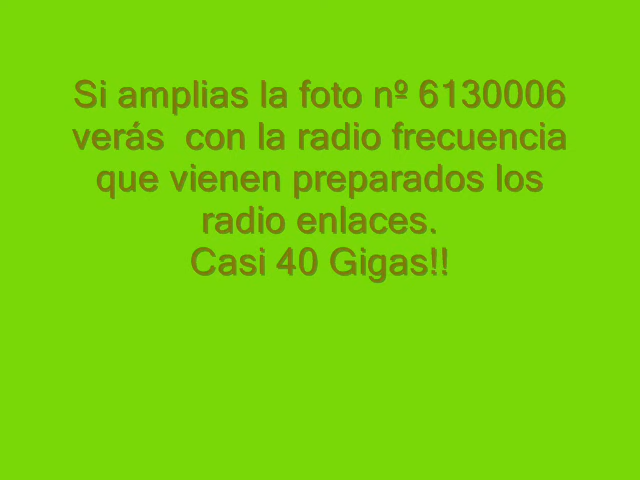 Si amplias la foto nº 6130006
verás  con la radio frecuencia
que vienen preparados los
radio enlaces.
Casi 40 Gigas!!